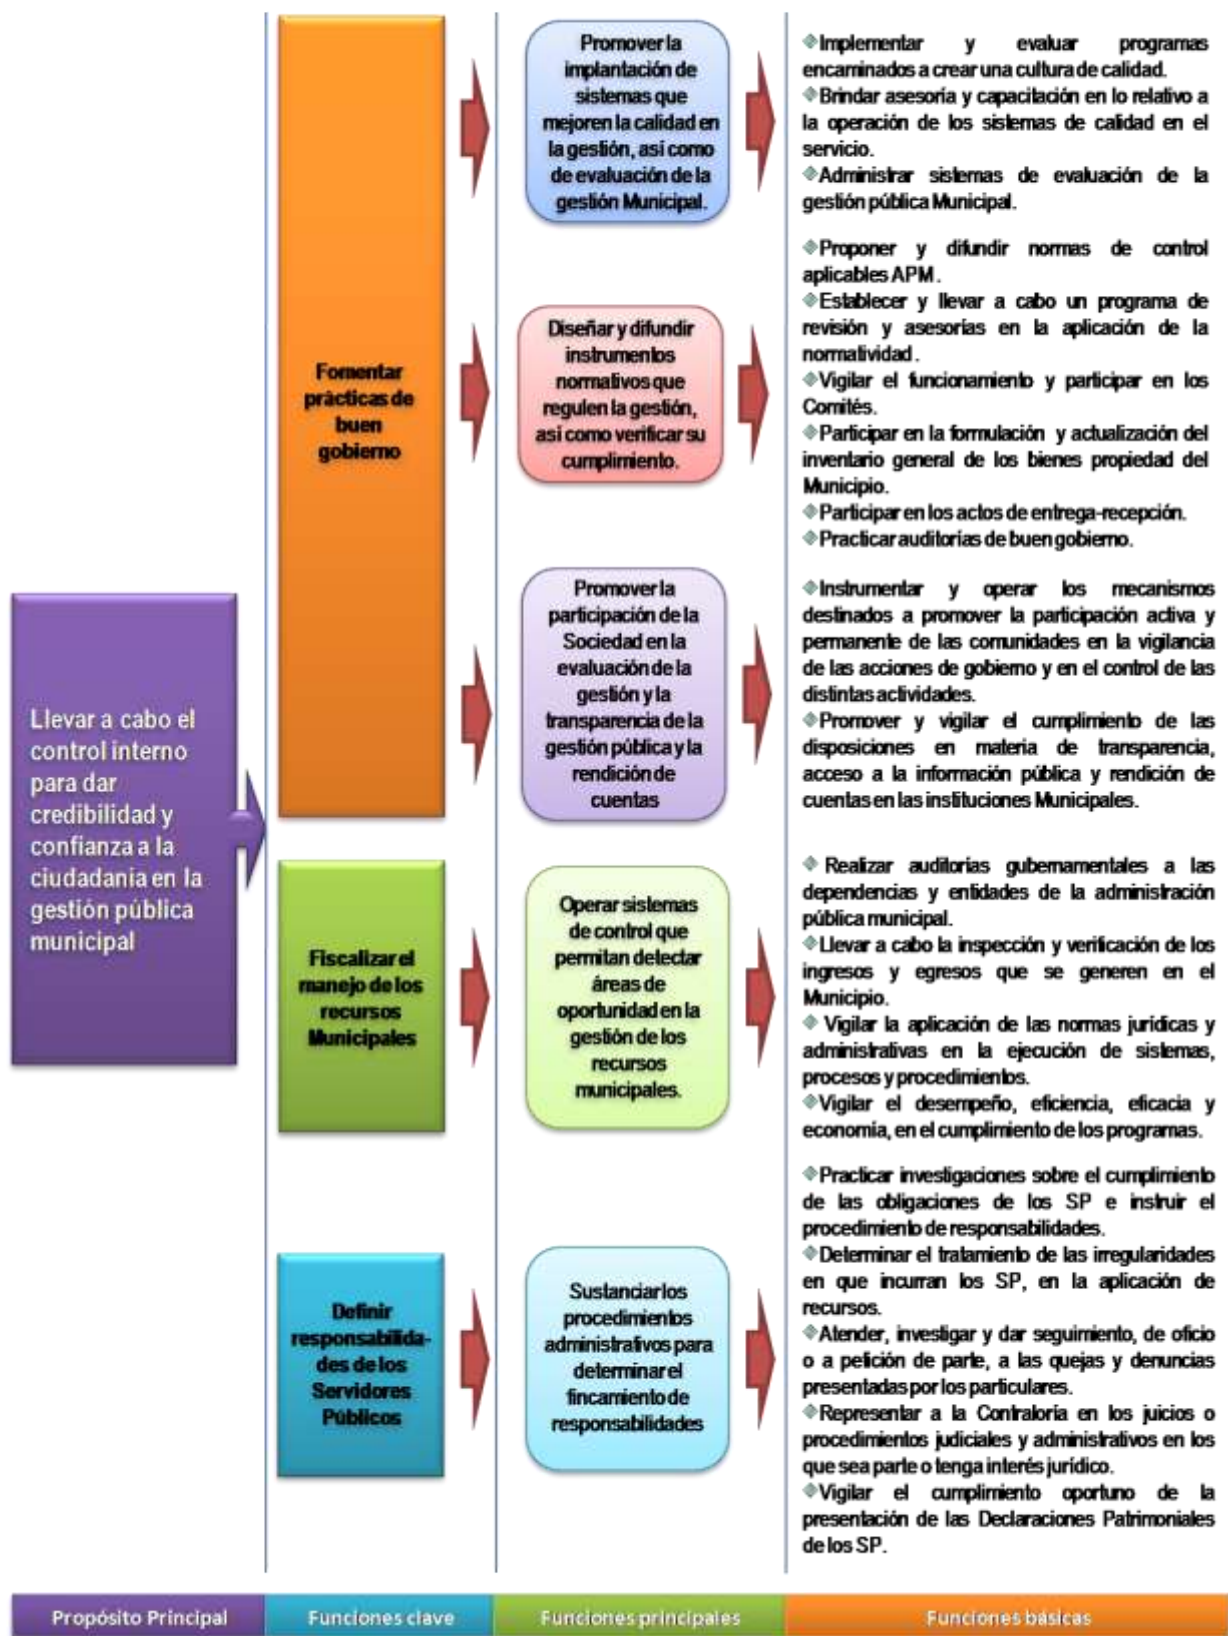 Llevar a cabo el
control interno
para dar
credibilidad y
confianza a la
ciudadanía en la
gestión pública
municipal
Fomentar
prácticas de
buen
gobierno
Promover la
implantación de
sistemas que
mejoren la calidad en
la gestión, así como
de evaluación de la
gestión Municipal.
Implementar y evaluar programas
encaminados a crear una cultura de calidad.
Brindar asesoría y capacitación en lo relativo a
la operación de los sistemas de calidad en el
servicio.
Administrar sistemas de evaluación de la
gestión pública Municipal.
Diseñar y difundir
instrumentos
normativos que
regulen la gestión,
así como verificar su
cumplimiento.
Proponer y difundir normas de control
aplicables APM.
Establecer y llevar a cabo un programa de
revisión y asesorías en la aplicación de la
normatividad.
Vigilar el funcionamiento y participar en los
Comités.
Participar en la formulación y actualización del
inventario general de los bienes propiedad del
Municipio.
Participar en los actos de entrega-recepción.
Practicar auditorías de buen gobierno.
Promover la
participación de la
Sociedad en la
evaluación de la
gestión y la
transparencia de la
gestión pública y la
rendición de
cuentas
Instrumentar y operar los mecanismos
destinados a promover la participación activa y
permanente de las comunidades en la vigilancia
de las acciones de gobierno y en el control de las
distintas actividades.
Promover y vigilar el cumplimiento de las
disposiciones en materia de transparencia,
acceso a la información pública y rendición de
cuentas en las instituciones Municipales.
Fiscalizar el
manejo de los
recursos
Municipales
Operar sistemas
de control que
permitan detectar
áreas de
oportunidad en la
gestión de los
recursos
municipales.
Realizar auditorías gubernamentales a las
dependencias y entidades de la administración
pública municipal.
Llevar a cabo la inspección y verificación de los
ingresos y egresos que se generen en el
Municipio.
Vigilar la aplicación de las normas jurídicas y
administrativas en la ejecución de sistemas,
procesos y procedimientos.
Vigilar el desempeño, eficiencia, eficacia y
economía, en el cumplimiento de los programas.
Definir
responsabilida-
des de los
Servidores
Públicos
Sustanciar los
procedimientos
administrativos para
determinar el
fincamiento de
responsabilidades
Practicar investigaciones sobre el cumplimiento
de las obligaciones de los SP e instruir el
procedimiento de responsabilidades.
Determinar el tratamiento de las irregularidades
en que incurran los SP, en la aplicación de
recursos.
Atender, investigar y dar seguimiento, de oficio
o a petición de parte, a las quejas y denuncias
presentadas por los particulares.
Representar a la Contraloría en los juicios o
procedimientos judiciales y administrativos en los
que sea parte o tenga interés jurídico.
Vigilar el cumplimiento oportuno de la
presentación de las Declaraciones Patrimoniales
de los SP.
Propósito Principal
Funciones clave
Funciones principales
Funciones básicas